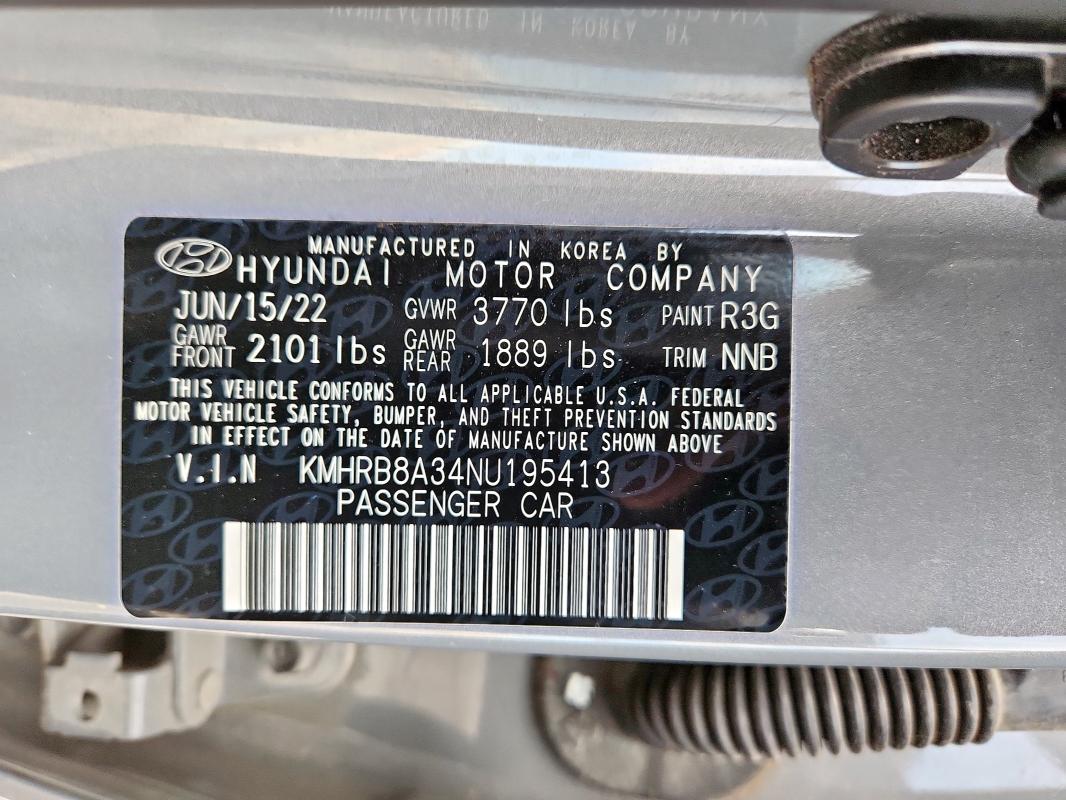 MANUFACTURED IN KOREA BY
HYUNDAI MOTOR COMPANY
JUN/15/22 GVWR 3770 lbs PAINT R3G
GAWR FRONT 2101 lbs GAWR REAR 1889 lbs TRIM NNB
THIS VEHICLE CONFORMS TO ALL APPLICABLE U.S.A. FEDERAL
MOTOR VEHICLE SAFETY, BUMPER, AND THEFT PREVENTION STANDARDS
IN EFFECT ON THE DATE OF MANUFACTURE SHOWN ABOVE
V.I.N KMHRB8A34NU195413
PASSENGER CAR